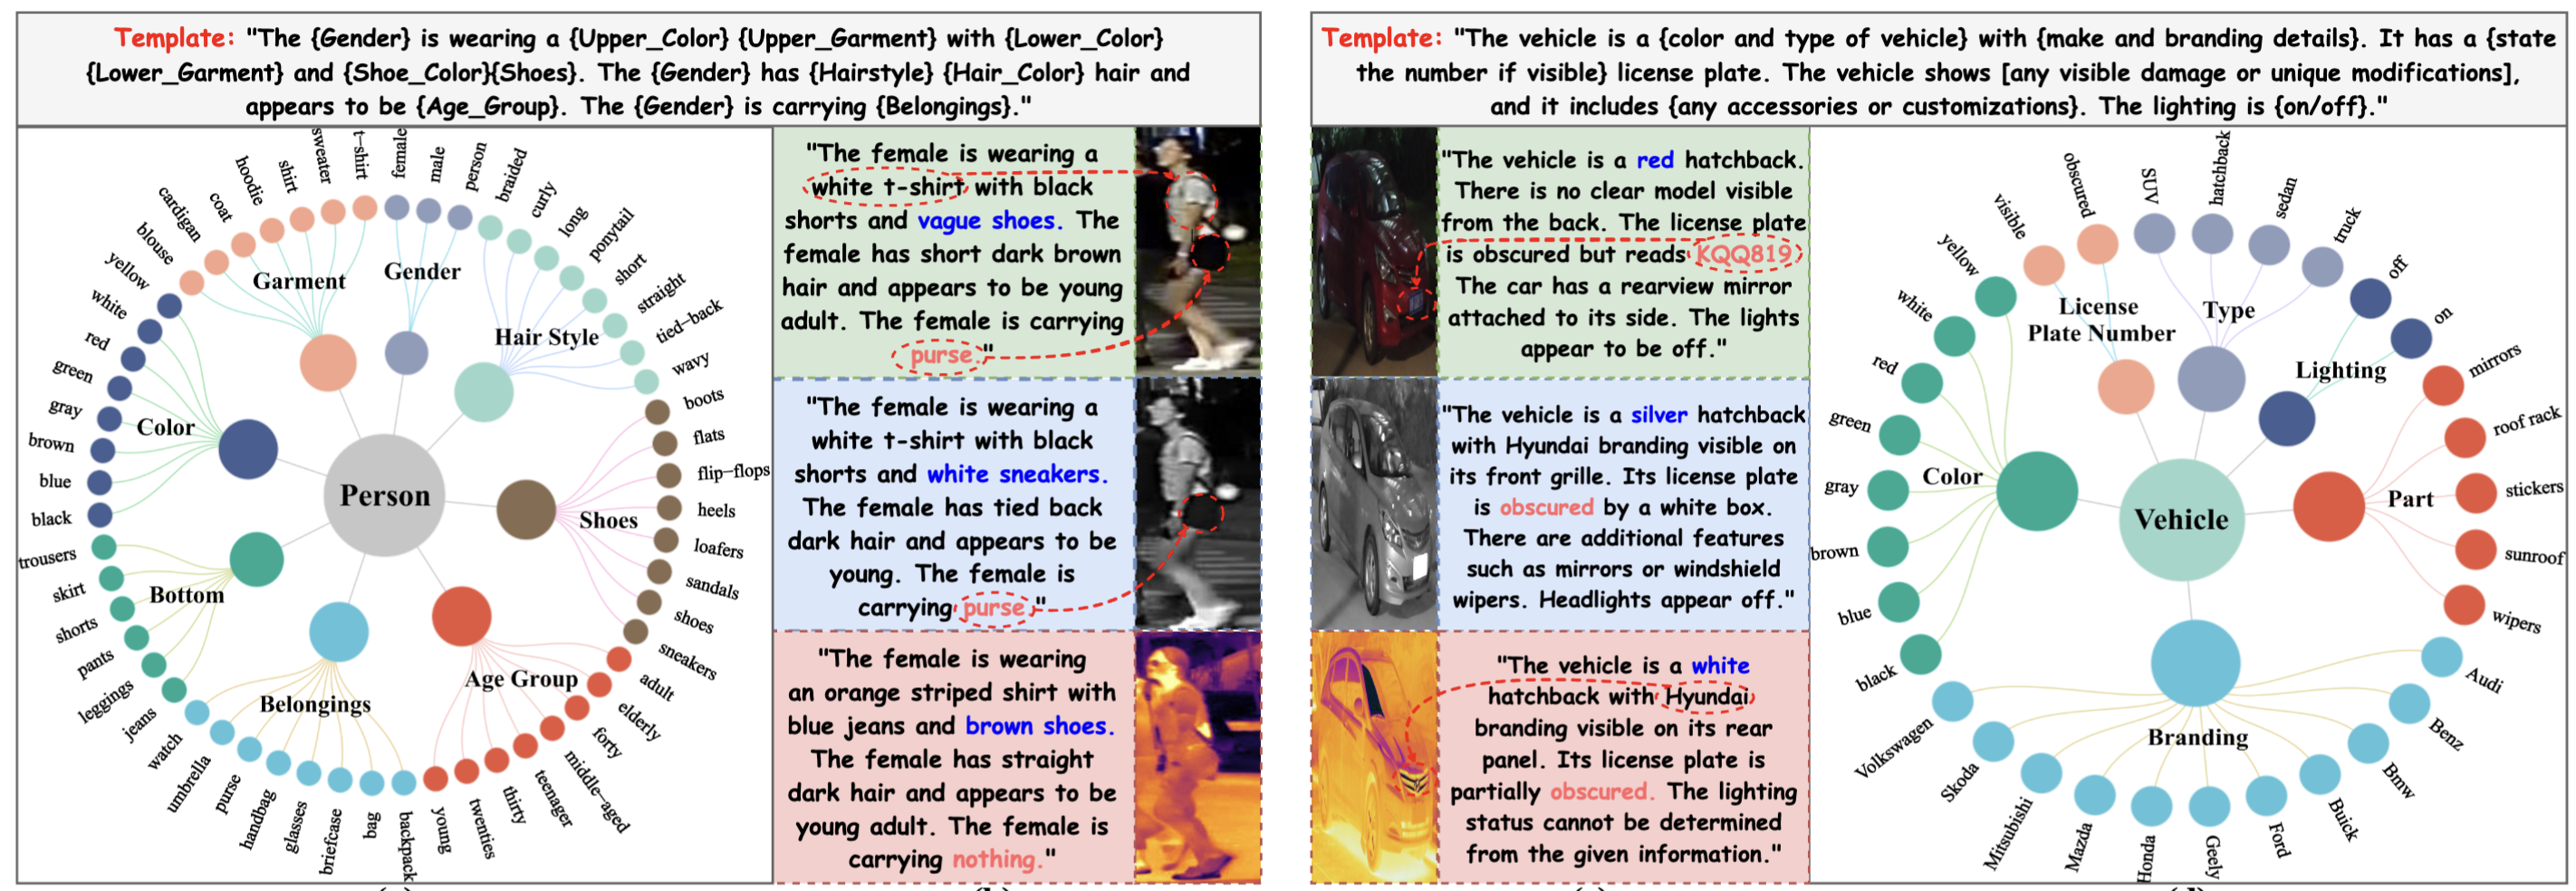 Template: "The {Gender} is wearing a {Upper_Color} {Upper_Garment} with {Lower_Color}
{Lower_Garment} and {Shoe_Color}{Shoes}. The {Gender} has {Hairstyle} {Hair_Color} hair and
appears to be {Age_Group}. The {Gender} is carrying {Belongings}."
Person
Garment
t-shirt
sweater
shirt
hoodie
coat
cardigan
blouse
Gender
female
male
person
Hair Style
braided
curly
long
ponytail
short
straight
tied-back
wavy
Shoes
boots
flats
flip-flops
heels
loafers
sandals
shoes
sneakers
Age Group
adult
elderly
forty
middle-aged
teenager
thirty
twenties
young
Belongings
backpack
bag
briefcase
glasses
handbag
purse
umbrella
watch
Bottom
jeans
leggings
pants
shorts
skirt
trousers
Color
black
blue
brown
gray
green
red
white
yellow
"The female is wearing a
white t-shirt with black
shorts and vague shoes. The
female has short dark brown
hair and appears to be young
adult. The female is carrying
purse."
"The female is wearing a
white t-shirt with black
shorts and white sneakers.
The female has tied back
dark hair and appears to be
young. The female is
carrying purse."
"The female is wearing
an orange striped shirt with
blue jeans and brown shoes.
The female has straight
dark hair and appears to be
young adult. The female is
carrying nothing."
Template: "The vehicle is a {color and type of vehicle} with {make and branding details}. It has a {state
the number if visible} license plate. The vehicle shows [any visible damage or unique modifications],
and it includes {any accessories or customizations}. The lighting is {on/off}."
"The vehicle is a red hatchback.
There is no clear model visible
from the back. The license plate
is obscured but reads KQQ819
The car has a rearview mirror
attached to its side. The lights
appear to be off."
"The vehicle is a silver hatchback
with Hyundai branding visible on
its front grille. Its license plate
is obscured by a white box.
There are additional features
such as mirrors or windshield
wipers. Headlights appear off."
"The vehicle is a white
hatchback with Hyundai
branding visible on its rear
panel. Its license plate is
partially obscured. The lighting
status cannot be determined
from the given information."
Vehicle
License
Plate Number
visible
obscured
Type
SUV
hatchback
sedan
truck
Lighting
off
on
Part
mirrors
roof rack
stickers
sunroof
wipers
Branding
Audi
Benz
Bmw
Buick
Ford
Geely
Honda
Mazda
Mitsubishi
Skoda
Volkswagen
Color
black
blue
brown
gray
green
red
white
yellow